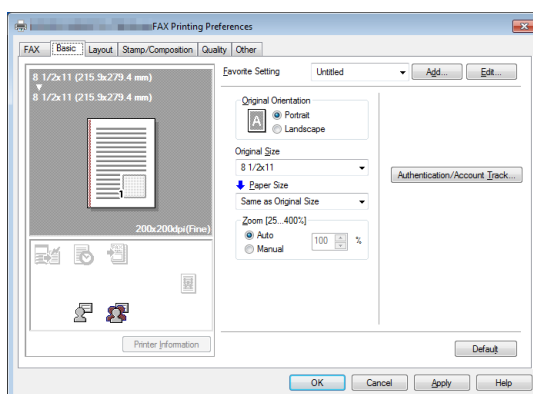 FAX Printing Preferences
FAX Basic Layout Stamp/Composition Quality Other
8 1/2x11 (215.9x279.4 mm)
8 1/2x11 (215.9x279.4 mm)
1
200x200dpi(Fine)
Printer Information
Favorite Setting Untitled Add... Edit...
Original Orientation
A Portrait
Landscape
Original Size
8 1/2x11
Paper Size
Same as Original Size
Zoom [25...400%]
Auto
Manual
100 %
Authentication/Account Track...
Default
OK Cancel Apply Help